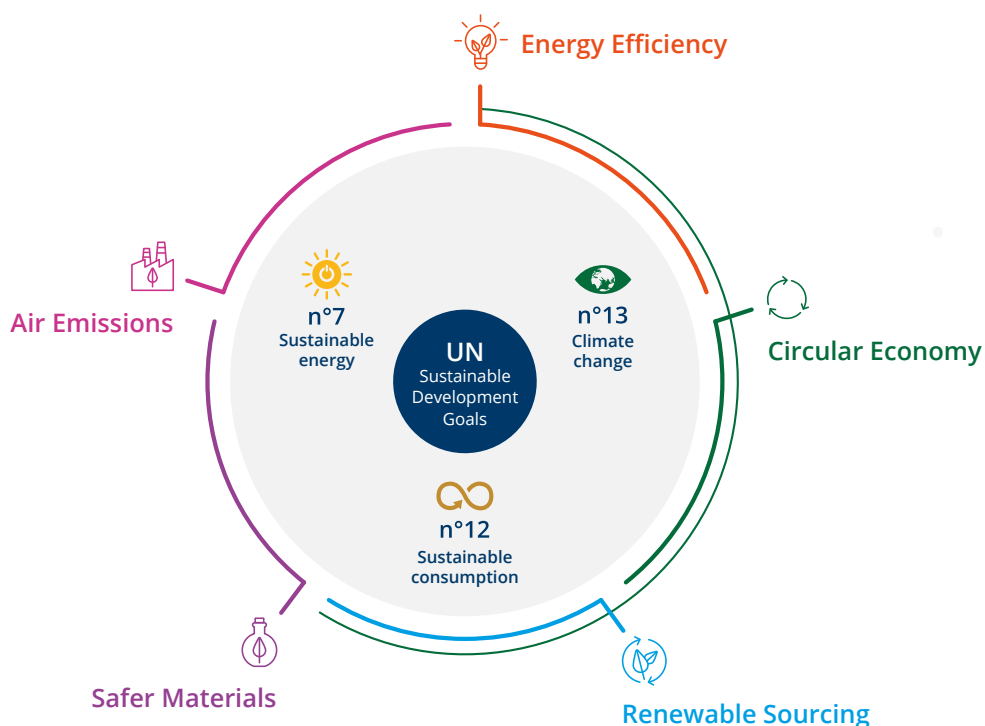 Energy Efficiency
n°7
Sustainable
energy
n°13
Climate
change
Air Emissions
UN
Sustainable
Development
Goals
Circular Economy
n°12
Sustainable
consumption
Safer Materials
Renewable Sourcing